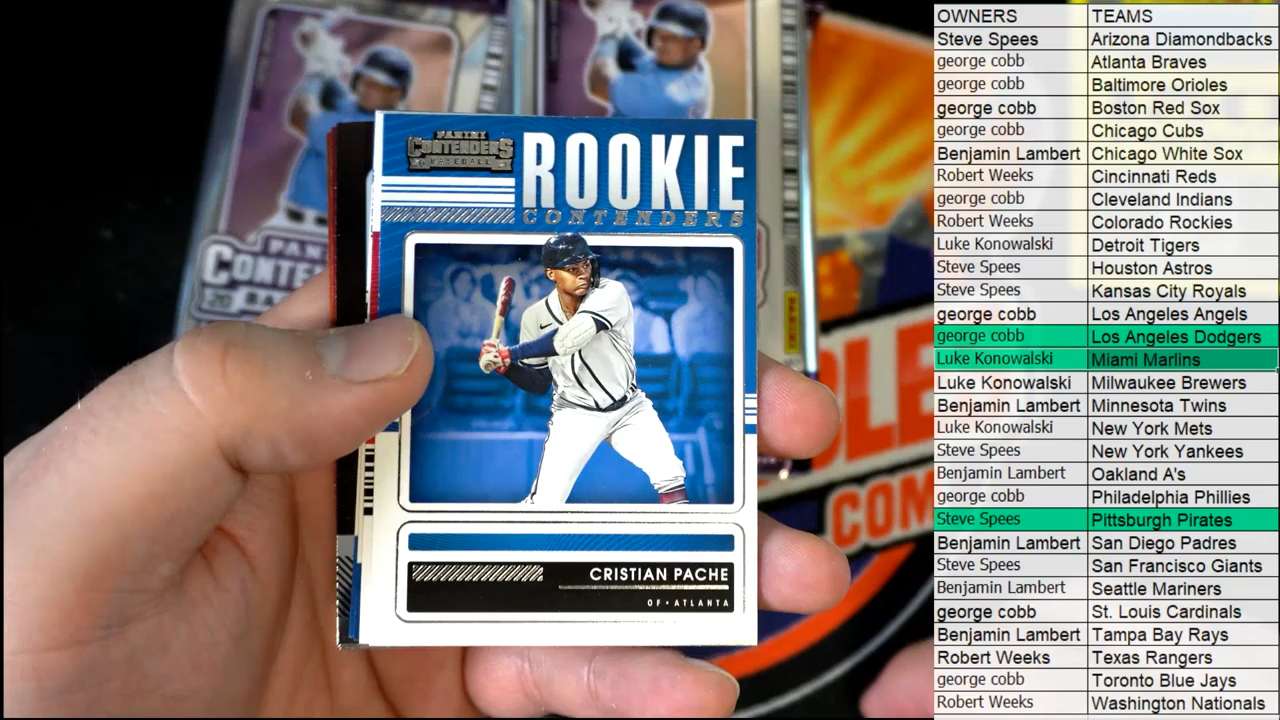 PANINI
CONTENDERS
BASEBALL
ROOKIE
CONTENDERS
CRISTIAN PACHE
OF • ATLANTA
PANI
CONTE
20
BA
BLE
COM
OWNERS TEAMS
Steve Spees Arizona Diamondbacks
george cobb Atlanta Braves
george cobb Baltimore Orioles
george cobb Boston Red Sox
george cobb Chicago Cubs
Benjamin Lambert Chicago White Sox
Robert Weeks Cincinnati Reds
george cobb Cleveland Indians
Robert Weeks Colorado Rockies
Luke Konowalski Detroit Tigers
Steve Spees Houston Astros
Steve Spees Kansas City Royals
george cobb Los Angeles Angels
george cobb Los Angeles Dodgers
Luke Konowalski Miami Marlins
Luke Konowalski Milwaukee Brewers
Benjamin Lambert Minnesota Twins
Luke Konowalski New York Mets
Steve Spees New York Yankees
Benjamin Lambert Oakland A's
george cobb Philadelphia Phillies
Steve Spees Pittsburgh Pirates
Benjamin Lambert San Diego Padres
Steve Spees San Francisco Giants
Benjamin Lambert Seattle Mariners
george cobb St. Louis Cardinals
Benjamin Lambert Tampa Bay Rays
Robert Weeks Texas Rangers
george cobb Toronto Blue Jays
Robert Weeks Washington Nationals